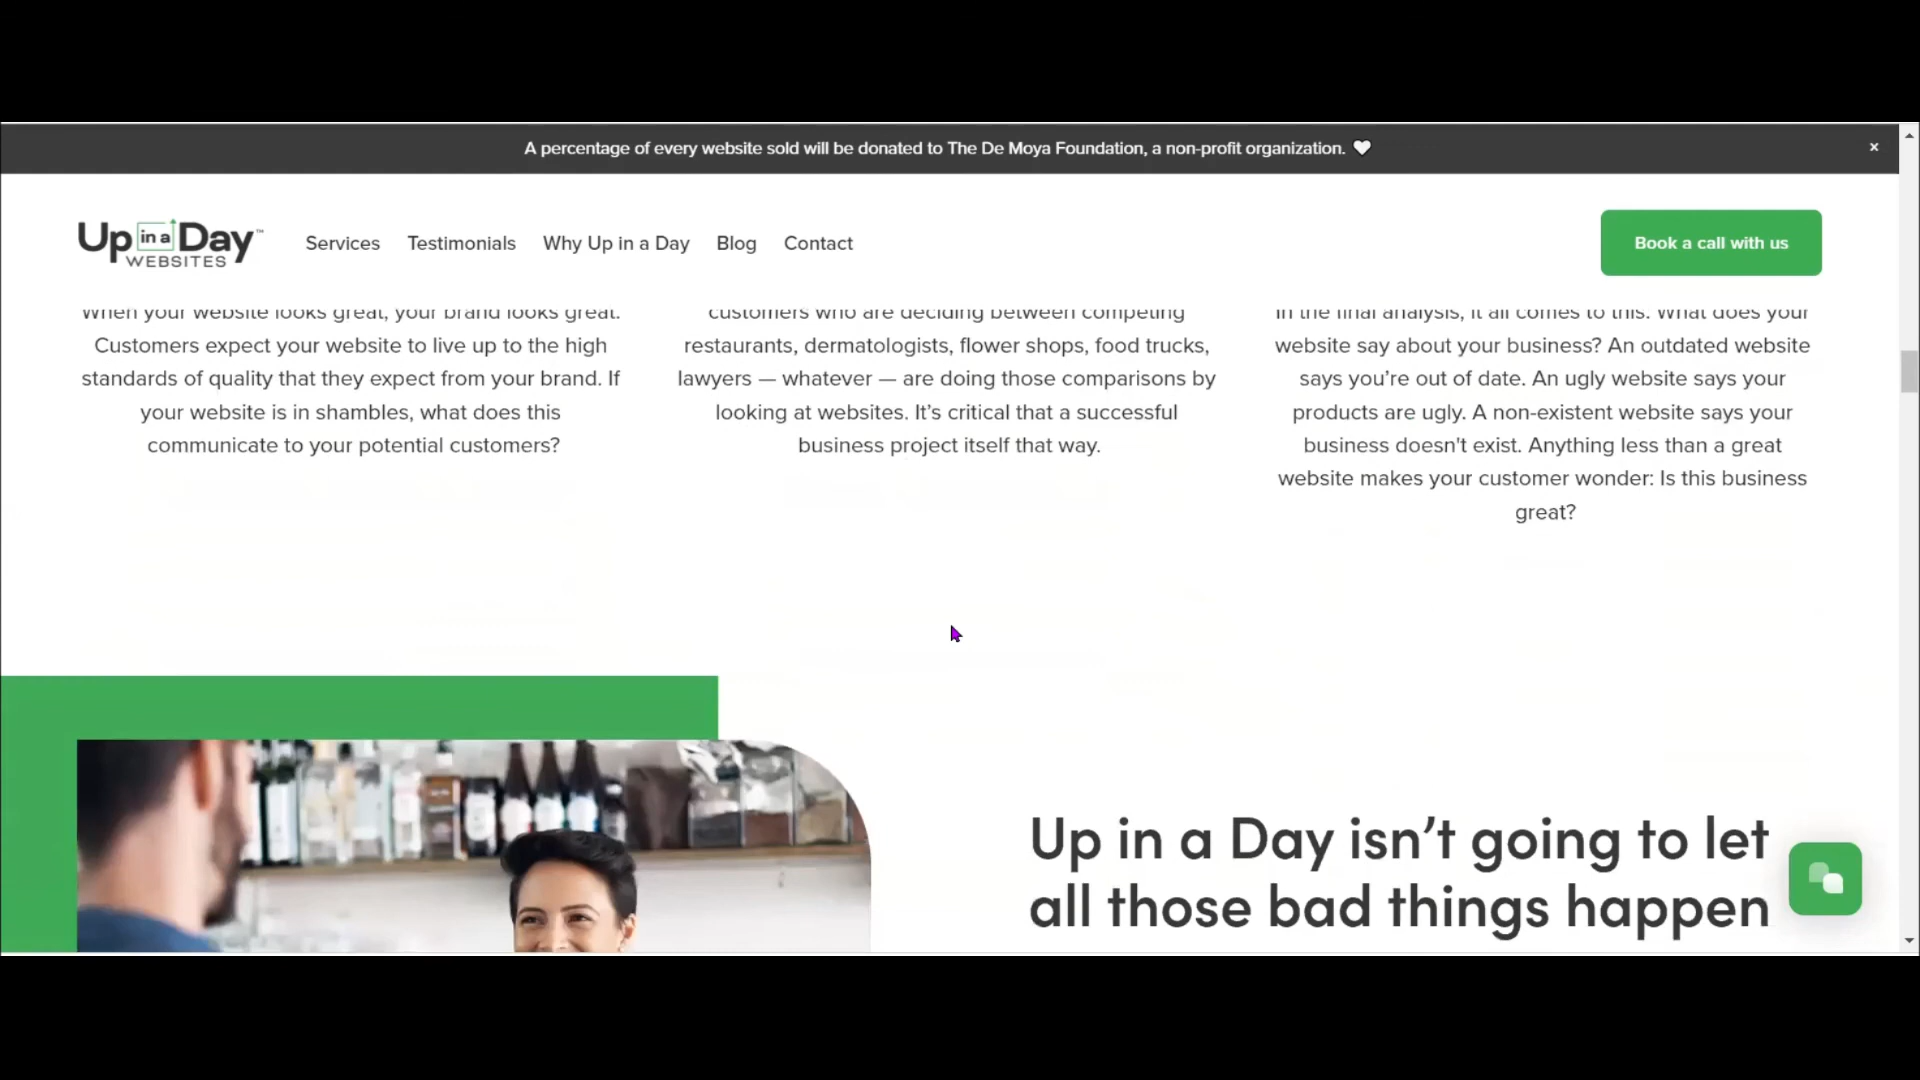 A percentage of every website sold will be donated to The De Moya Foundation, a non-profit organization. 🤍
×
Up in a Day™
WEBSITES
Services
Testimonials
Why Up in a Day
Blog
Contact
Book a call with us
When your website looks great, your brand looks great.
Customers expect your website to live up to the high
standards of quality that they expect from your brand. If
your website is in shambles, what does this
communicate to your potential customers?
customers who are deciding between competing
restaurants, dermatologists, flower shops, food trucks,
lawyers — whatever — are doing those comparisons by
looking at websites. It’s critical that a successful
business project itself that way.
In the final analysis, it all comes to this. What does your
website say about your business? An outdated website
says you’re out of date. An ugly website says your
products are ugly. A non-existent website says your
business doesn't exist. Anything less than a great
website makes your customer wonder: Is this business
great?
Up in a Day isn’t going to let
all those bad things happen